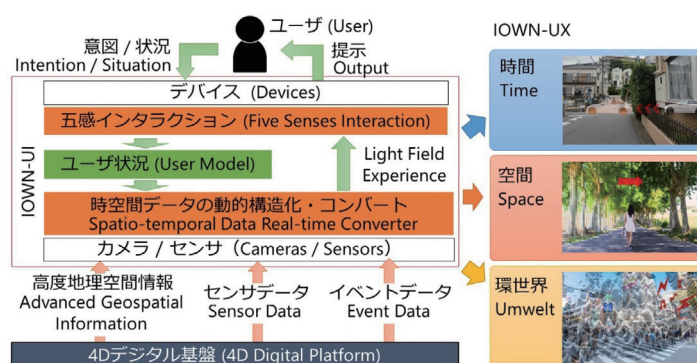 ユーザ (User)
意図 / 状況
Intention / Situation
提示
Output
IOWN-UI
デバイス (Devices)
五感インタラクション (Five Senses Interaction)
ユーザ状況 (User Model)
Light Field
Experience
時空間データの動的構造化・コンバート
Spatio-temporal Data Real-time Converter
カメラ / センサ（Cameras / Sensors）
高度地理空間情報
Advanced Geospatial
Information
センサデータ
Sensor Data
イベントデータ
Event Data
4Dデジタル基盤 (4D Digital Platform)
IOWN-UX
時間
Time
空間
Space
環世界
Umwelt